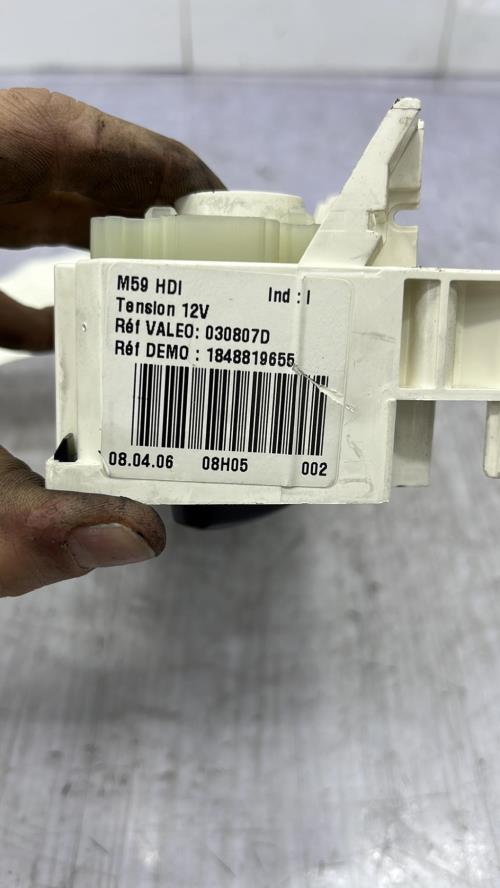 M59 HDI Ind : I
Tension 12V
Réf VALEO: 030807D
Réf DEMO : 1848819655
08.04.06 08H05 002